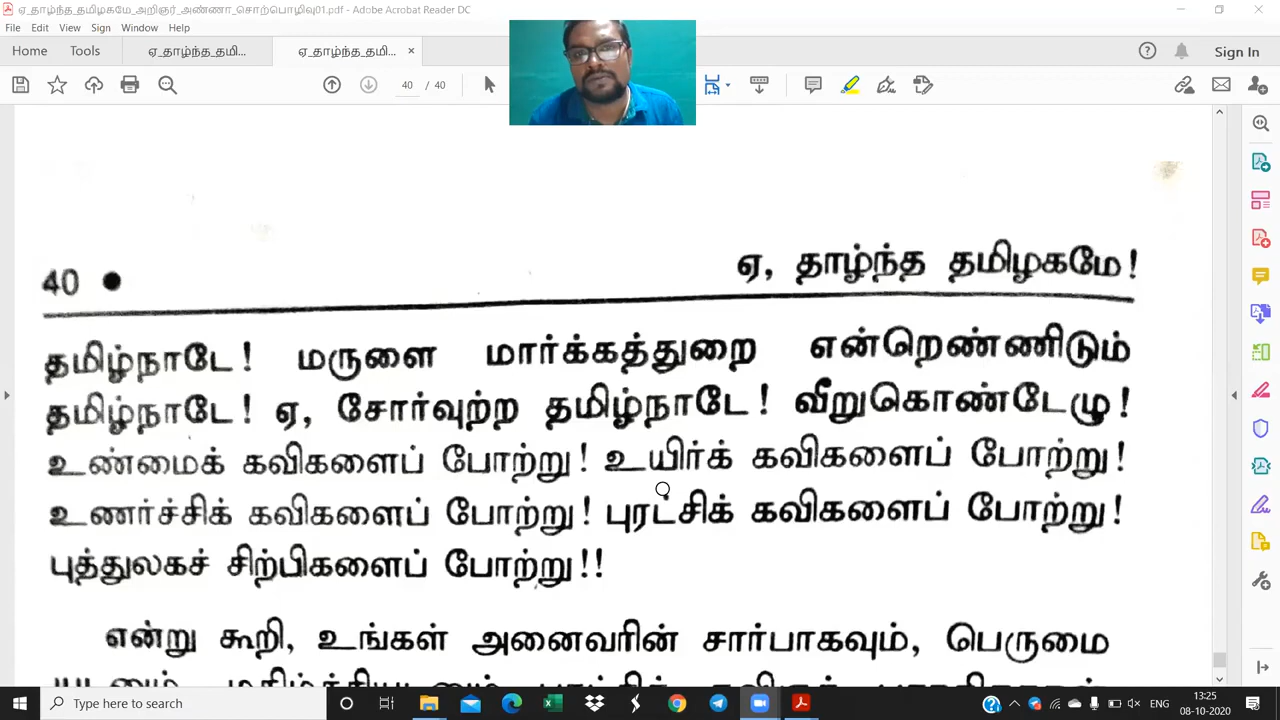 ஏ_தாழ்ந்த_தமிழகமே_அறிஞர்_அண்ணா_சொற்பொழிவு01.pdf - Adobe Acrobat Reader DC
File Edit View Sign Window Help
Home Tools ஏ_தாழ்ந்த_தமி... ஏ_தாழ்ந்த_தமி... × Sign In
40 / 40
40 ● ஏ, தாழ்ந்த தமிழகமே!
தமிழ்நாடே! மருளை மார்க்கத்துறை என்றெண்ணிடும்
தமிழ்நாடே! ஏ, சோர்வுற்ற தமிழ்நாடே! வீறுகொண்டேழு!
உண்மைக் கவிகளைப் போற்று! உயிர்க் கவிகளைப் போற்று!
உணர்ச்சிக் கவிகளைப் போற்று! புரட்சிக் கவிகளைப் போற்று!
புத்துலகச் சிற்பிகளைப் போற்று!!
என்று கூறி, உங்கள் அனைவரின் சார்பாகவும், பெருமை
Type here to search
ENG 13:25
08-10-2020